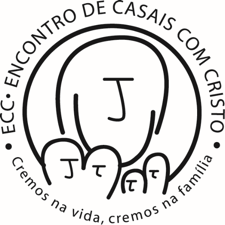 • ECC • ENCONTRO DE CASAIS COM CRISTO •
Cremos na vida, cremos na família
J
J τ τ τ